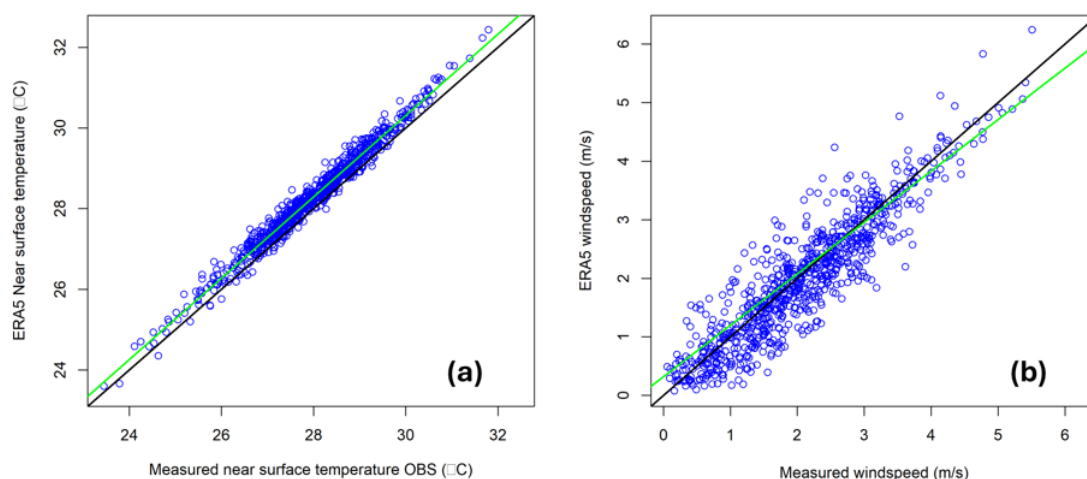 ERA5 Near surface temperature (□C)
32
30
28
26
24
(a)
24 26 28 30 32
Measured near surface temperature OBS (□C)
ERA5 windspeed (m/s)
6
5
4
3
2
1
0
(b)
0 1 2 3 4 5 6
Measured windspeed (m/s)